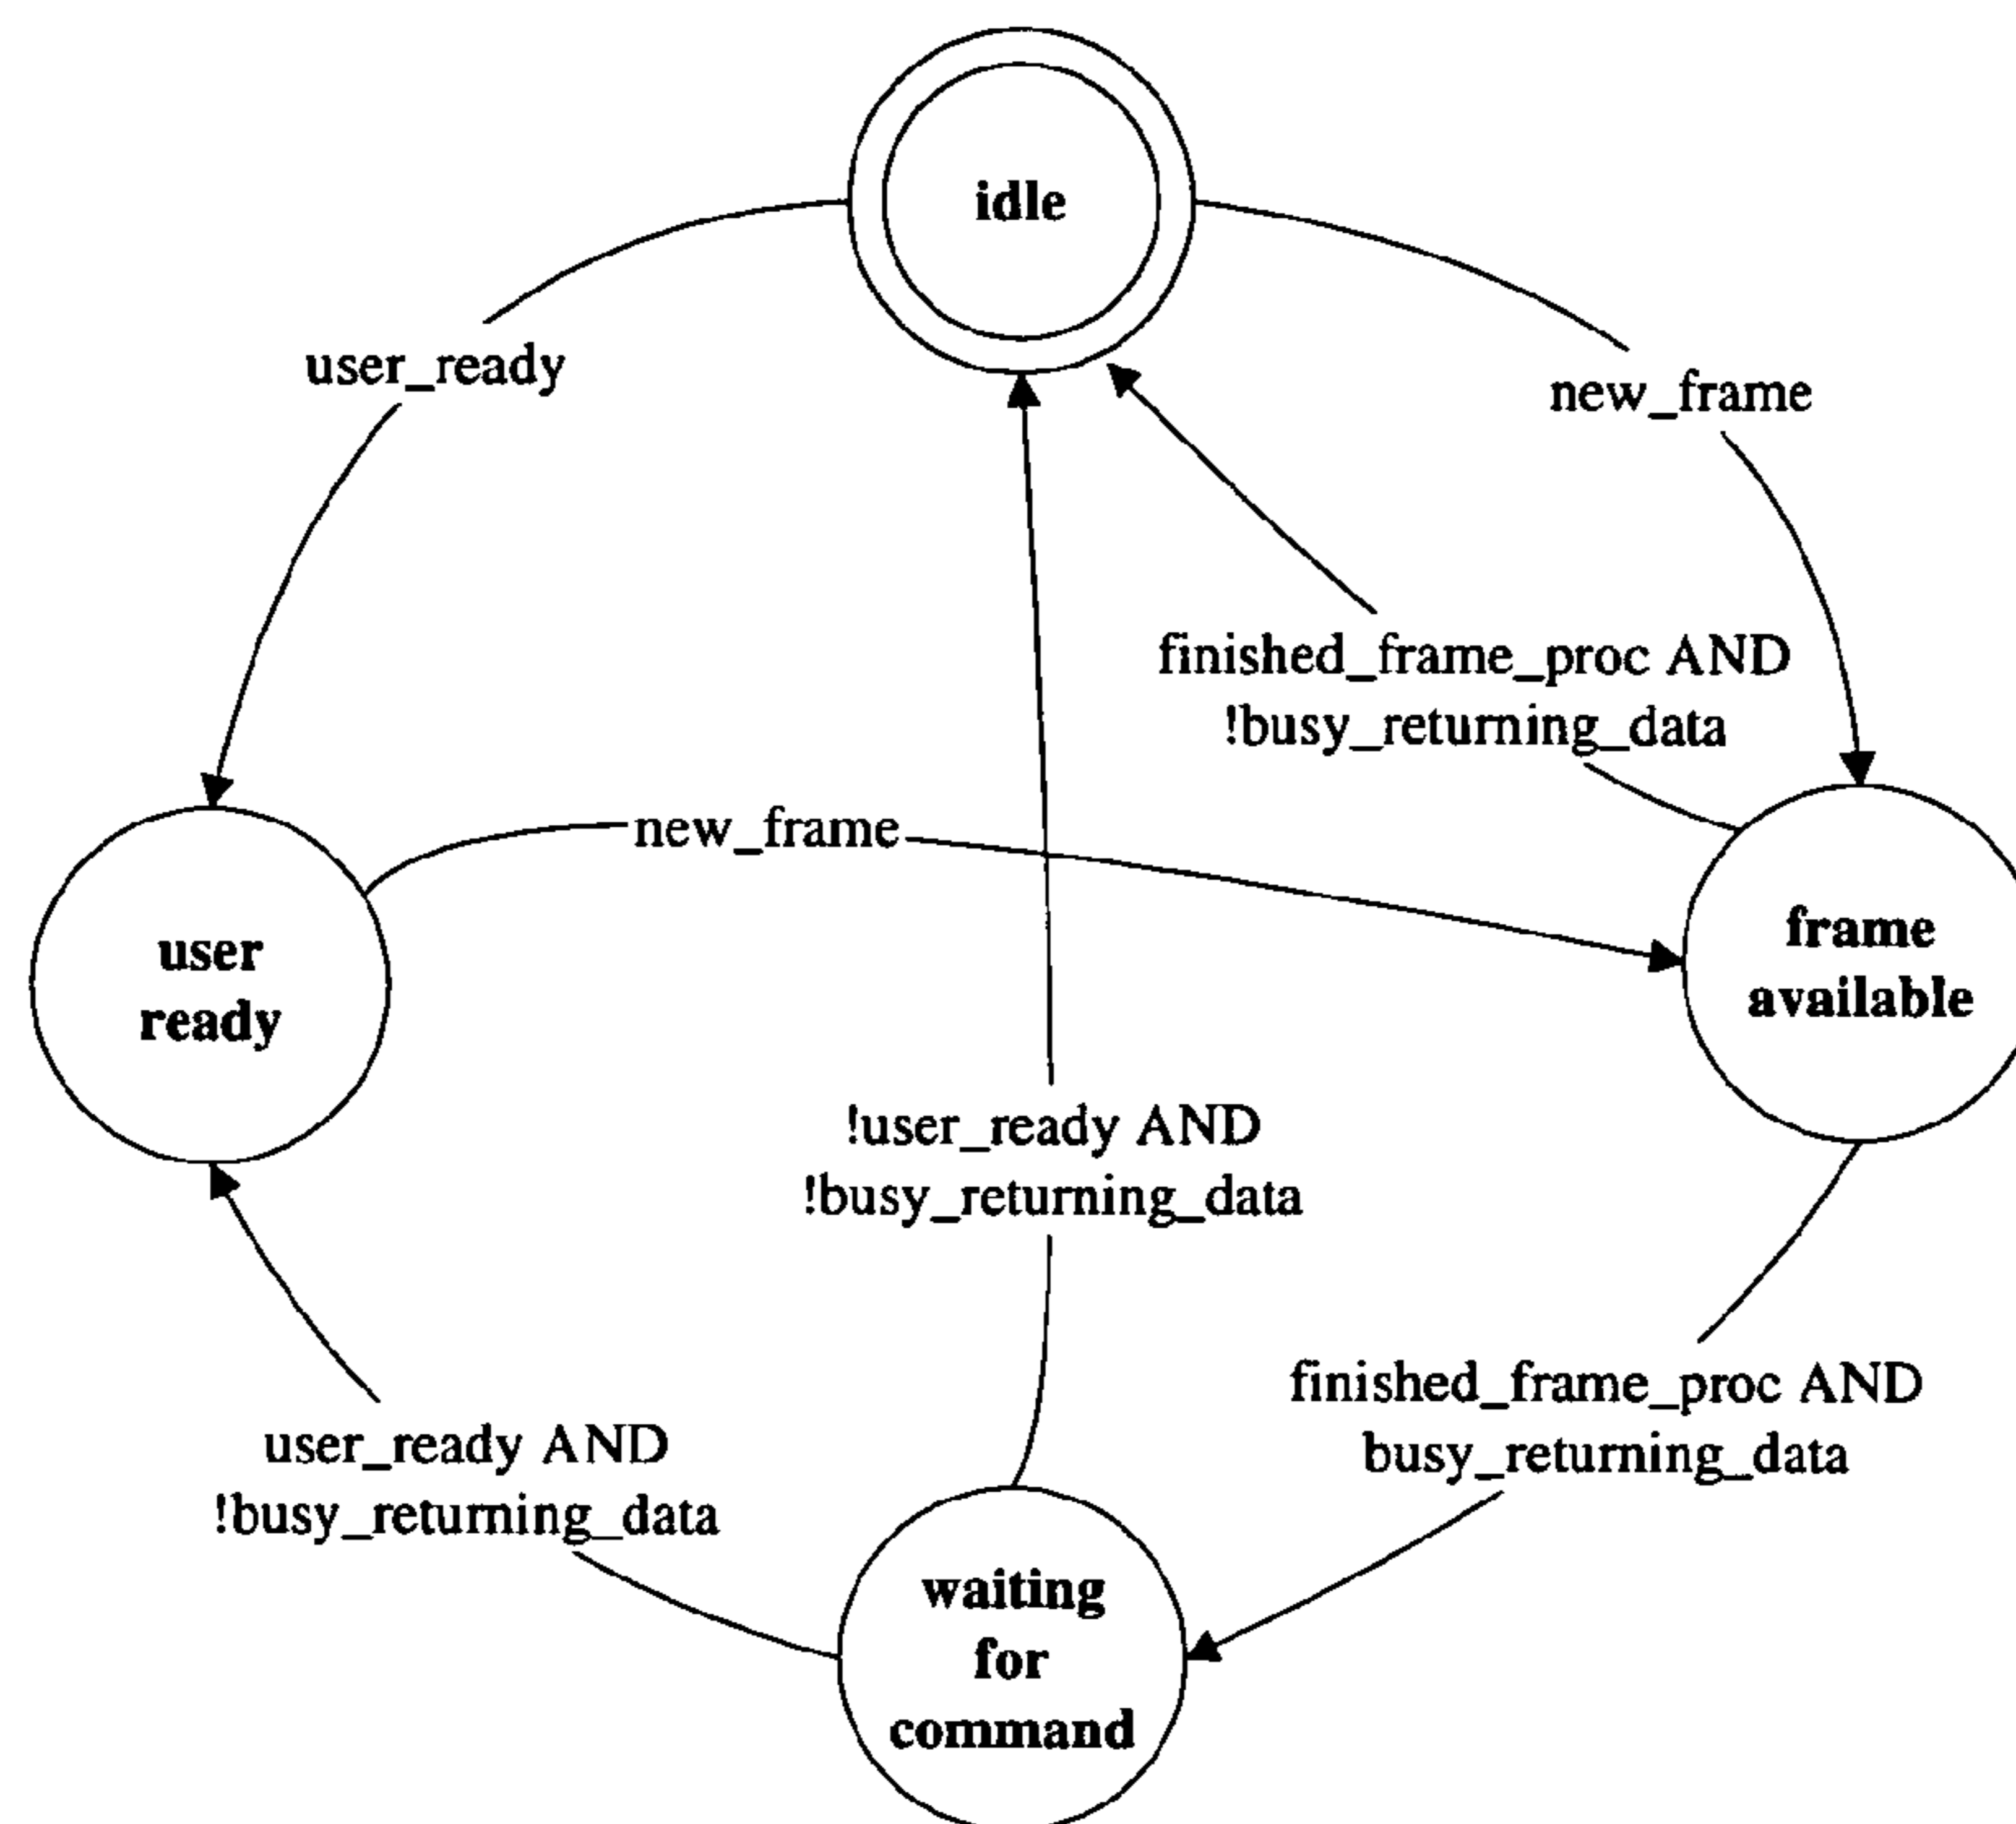 idle
user_ready
new_frame
finished_frame_proc AND
!busy_returning_data
new_frame
user
ready
frame
available
!user_ready AND
!busy_returning_data
finished_frame_proc AND
busy_returning_data
user_ready AND
!busy_returning_data
waiting
for
command